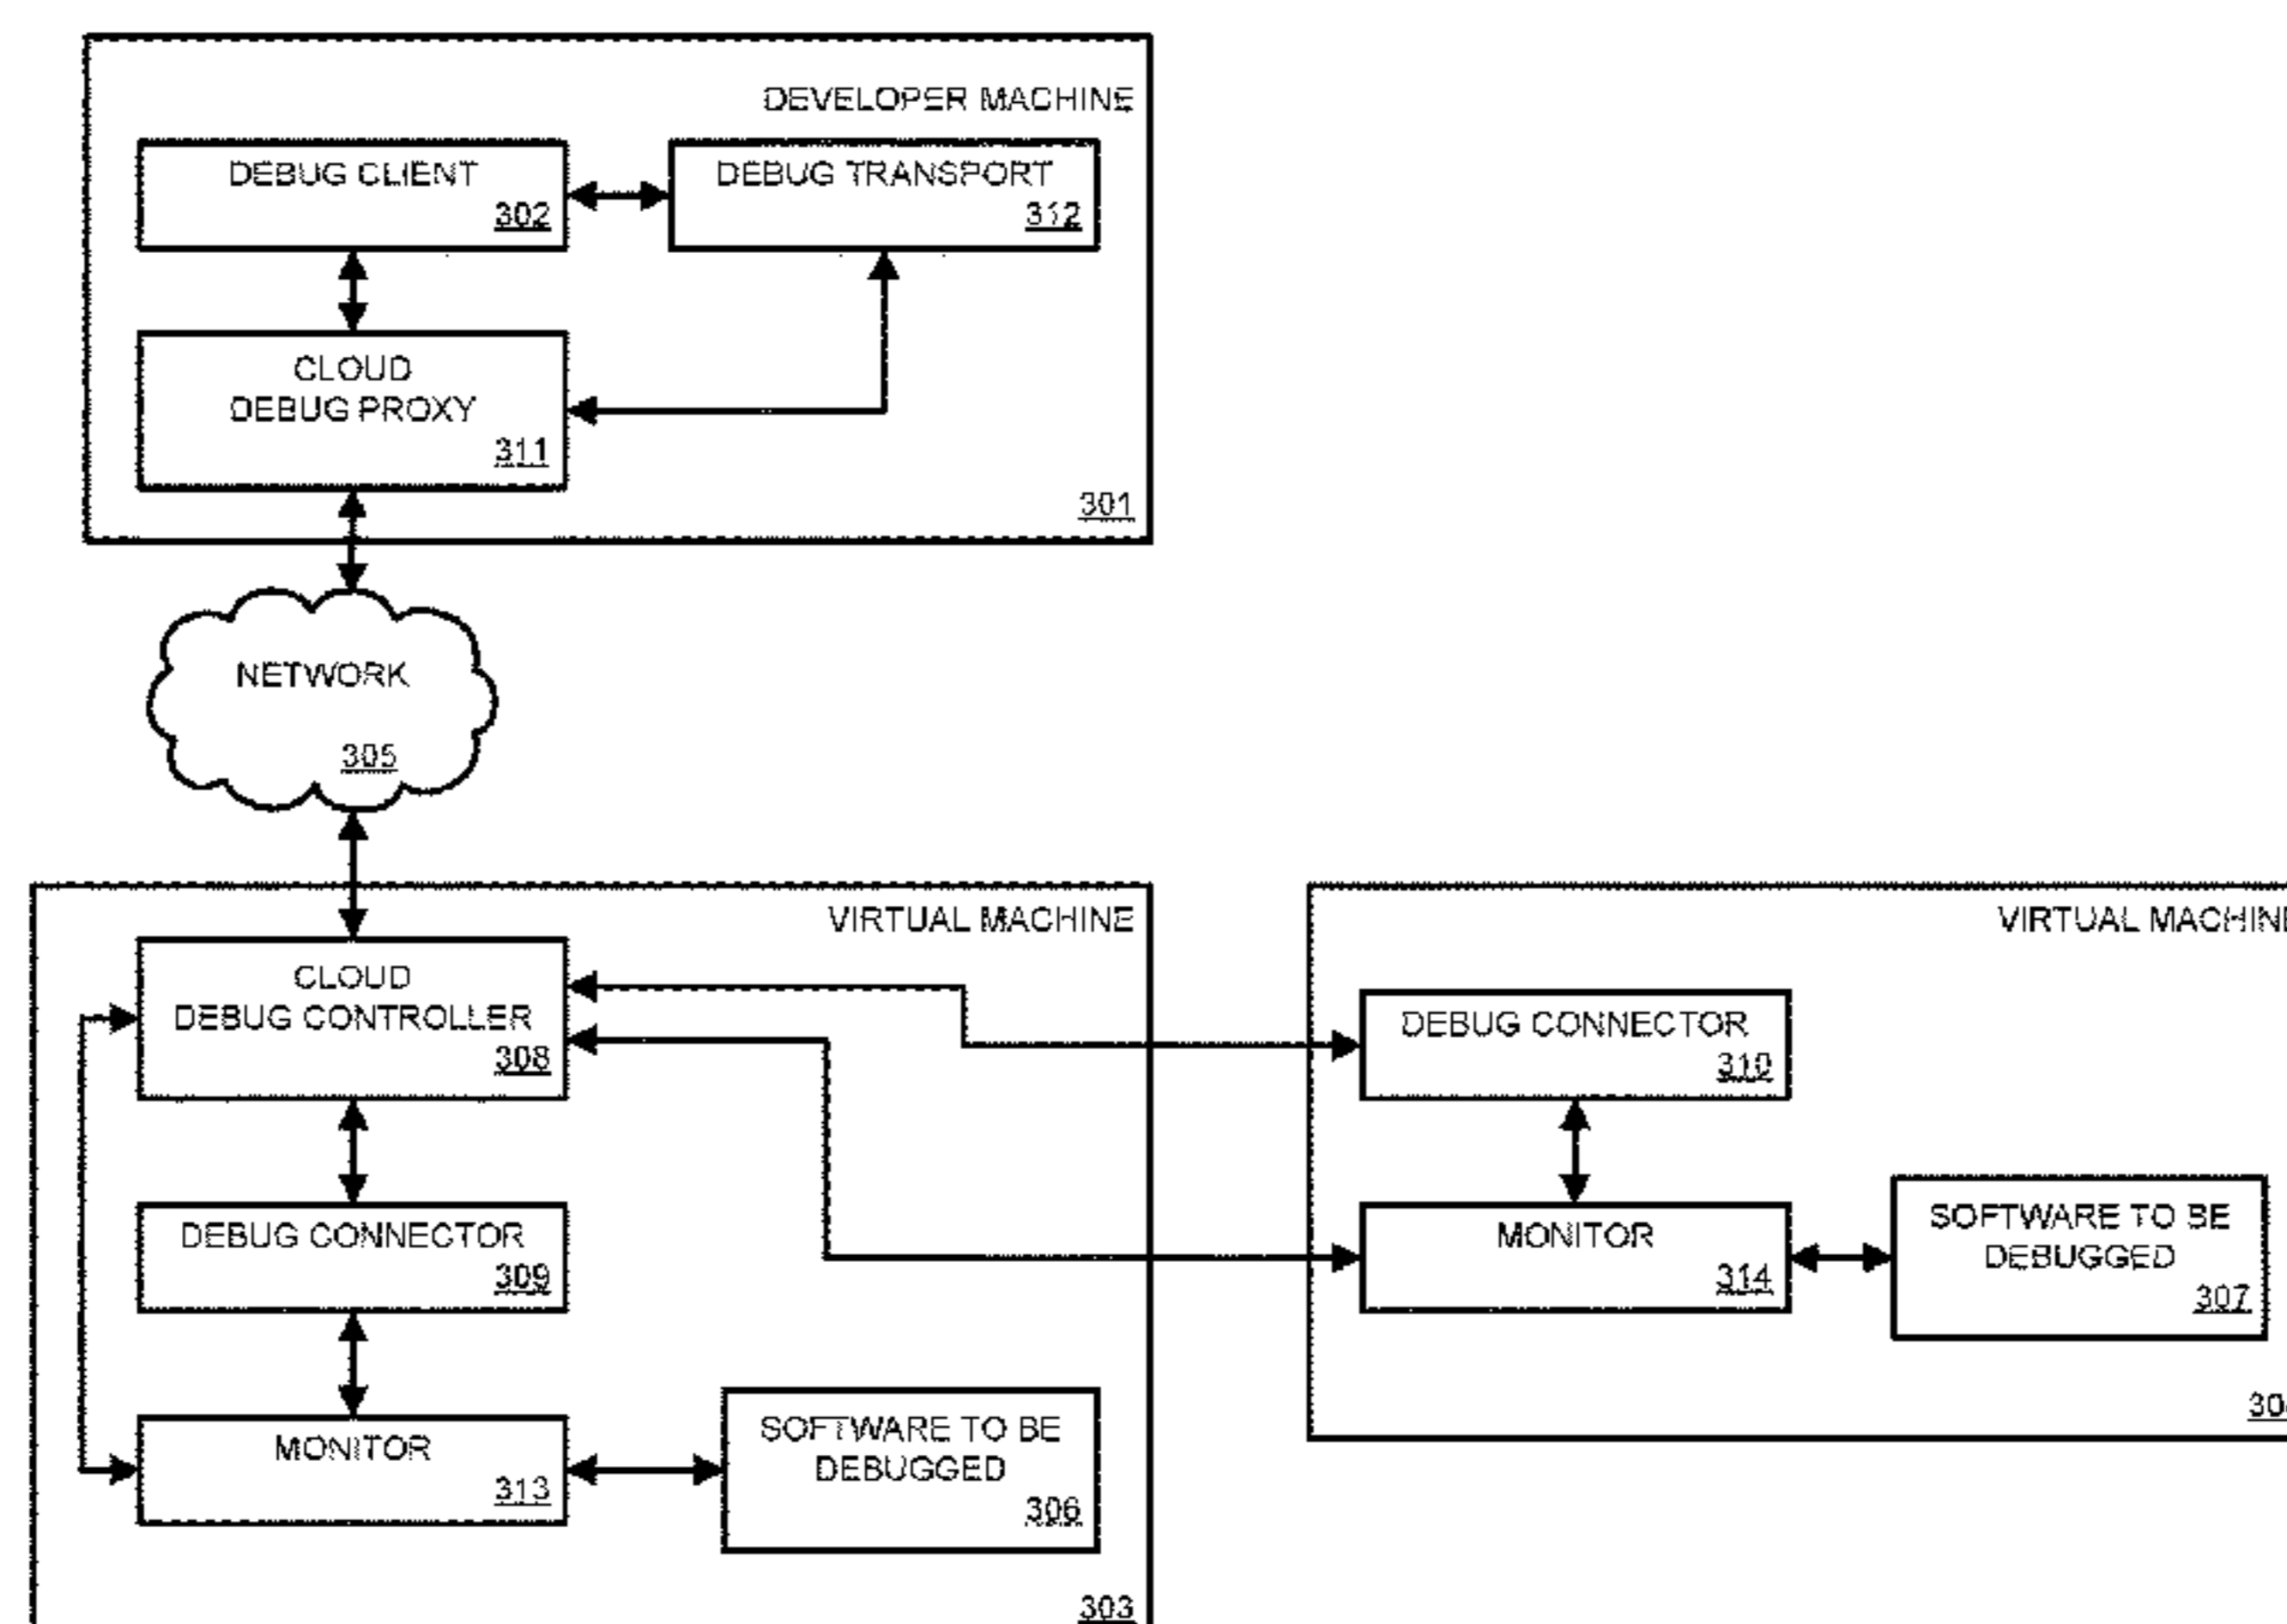 DEVELOPER MACHINE
DEBUG CLIENT
302
DEBUG TRANSPORT
312
CLOUD
DEBUG PROXY
311
301
NETWORK
305
VIRTUAL MACHINE
CLOUD
DEBUG CONTROLLER
308
DEBUG CONNECTOR
309
MONITOR
313
SOFTWARE TO BE
DEBUGGED
306
303
VIRTUAL MACHINE
DEBUG CONNECTOR
310
MONITOR
314
SOFTWARE TO BE
DEBUGGED
307